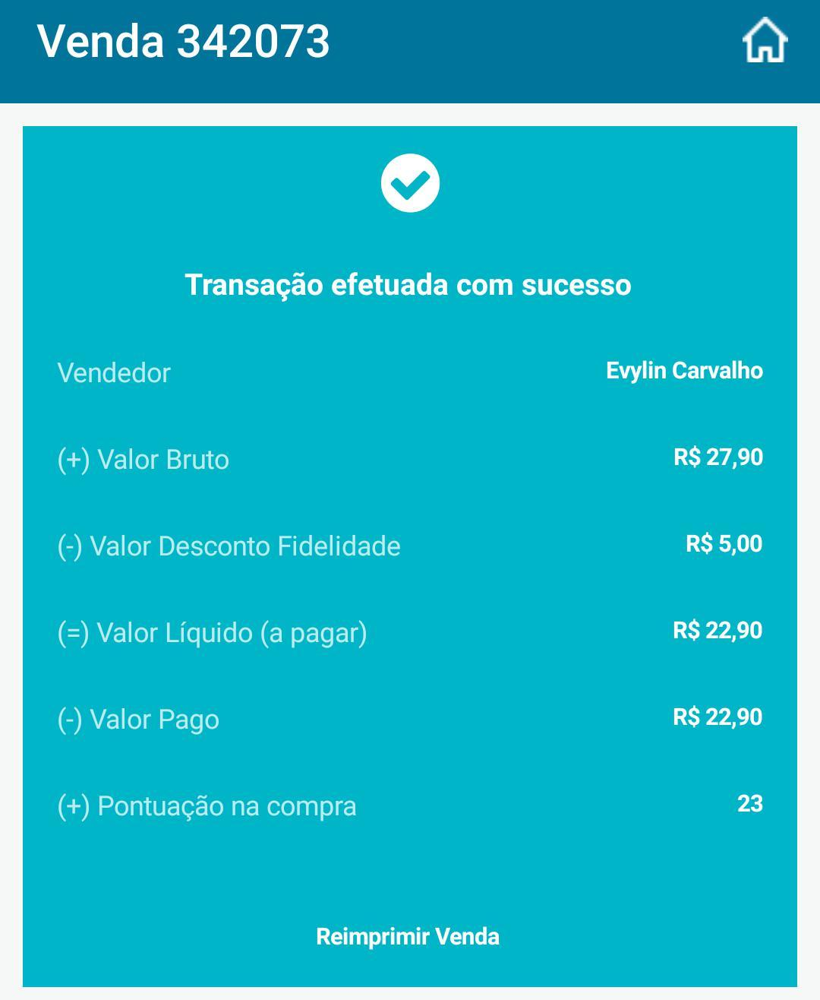 Venda 342073
Transação efetuada com sucesso
Vendedor Evylin Carvalho
(+) Valor Bruto R$ 27,90
(-) Valor Desconto Fidelidade R$ 5,00
(=) Valor Líquido (a pagar) R$ 22,90
(-) Valor Pago R$ 22,90
(+) Pontuação na compra 23
Reimprimir Venda